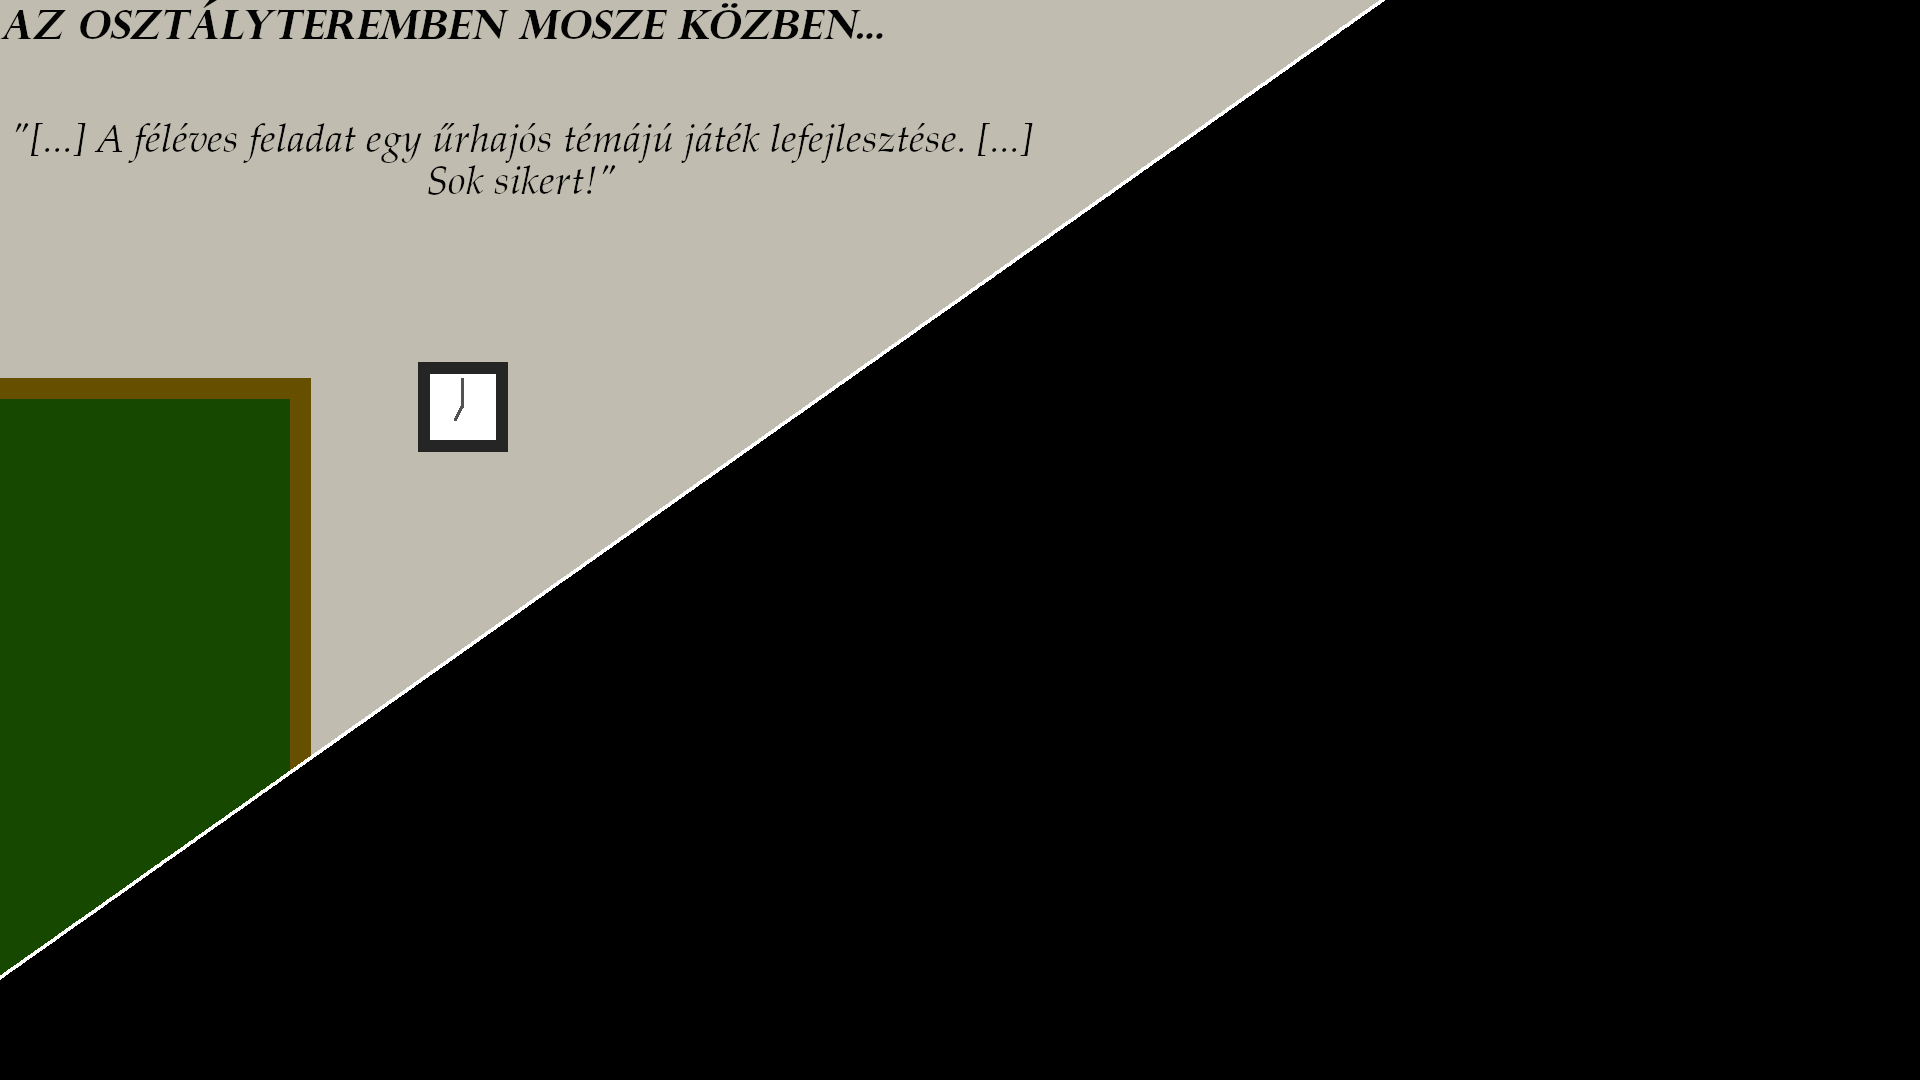 AZ OSZTÁLYTEREMBEN MOSZE KÖZBEN...
"[...] A féléves feladat egy űrhajós témájú játék lefejlesztése. [...]
Sok sikert!"